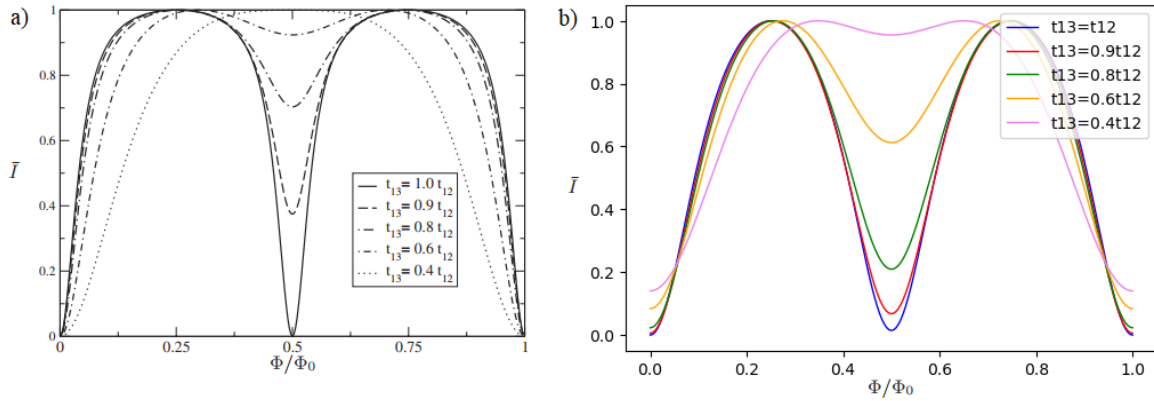 a)
1
0.8
0.6
0.4
0.2
0
Ī
t13= 1.0 t12
t13= 0.9 t12
t13= 0.8 t12
t13= 0.6 t12
t13= 0.4 t12
0 0.25 0.5 0.75 1
Φ/Φ0
b)
1.0
0.8
0.6
0.4
0.2
0.0
Ī
t13=t12
t13=0.9t12
t13=0.8t12
t13=0.6t12
t13=0.4t12
0.0 0.2 0.4 0.6 0.8 1.0
Φ/Φ0